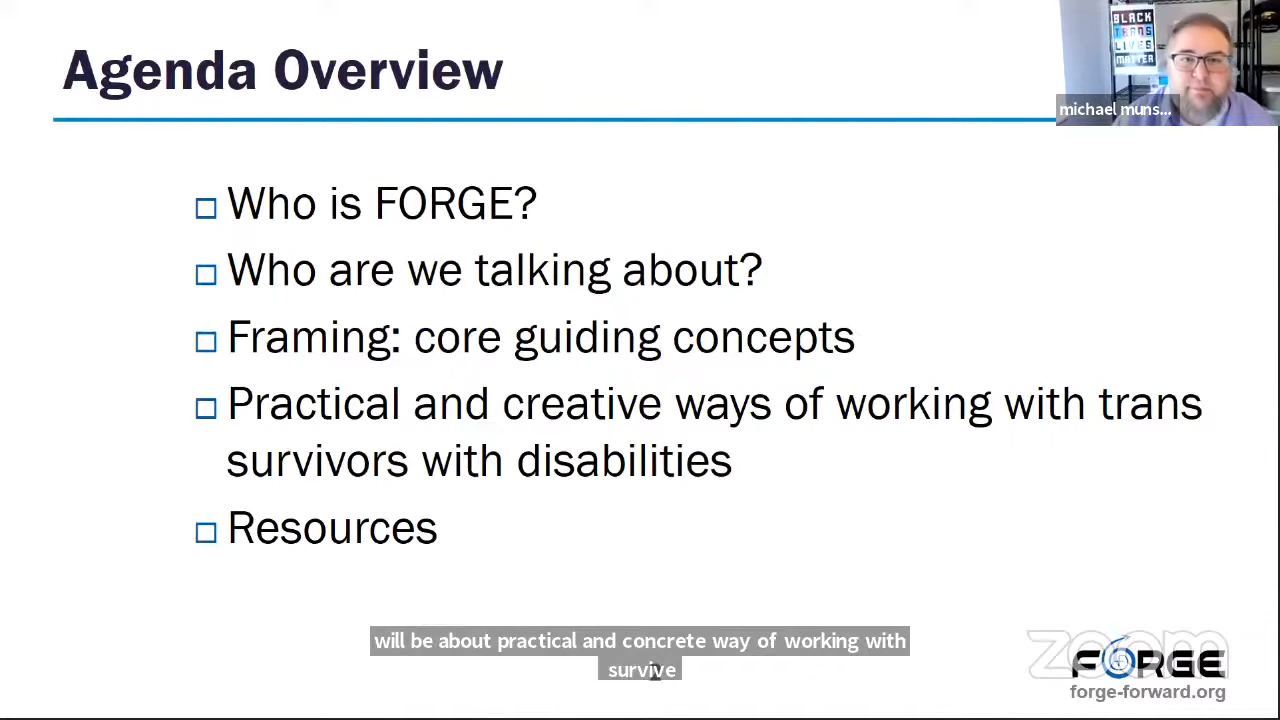 Agenda Overview
BLACK
TRANS
LIVES
MATTER
michael muns...
Who is FORGE?
Who are we talking about?
Framing: core guiding concepts
Practical and creative ways of working with trans
survivors with disabilities
Resources
will be about practical and concrete way of working with
survive
zoom
FORGE
forge-forward.org